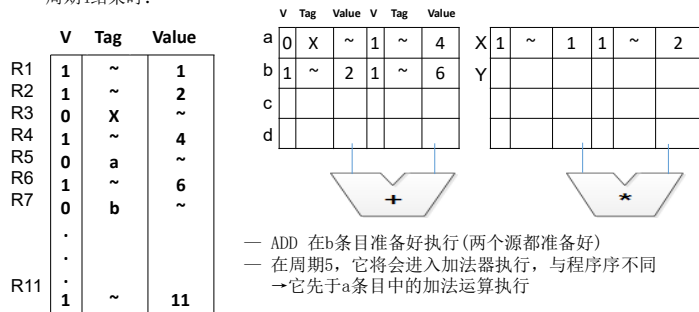 周期4结束时:
V Tag Value V Tag Value
a 0 X ~ 1 ~ 4
b 1 ~ 2 1 ~ 6
c
d
X 1 ~ 1 1 ~ 2
Y
+
*
V Tag Value
R1 1 ~ 1
R2 1 ~ 2
R3 0 X ~
R4 1 ~ 4
R5 0 a ~
R6 1 ~ 6
R7 0 b ~
.
.
.
R11 1 ~ 11
— ADD 在b条目准备好执行(两个源都准备好)
— 在周期5，它将会进入加法器执行，与程序序不同
→它先于a条目中的加法运算执行